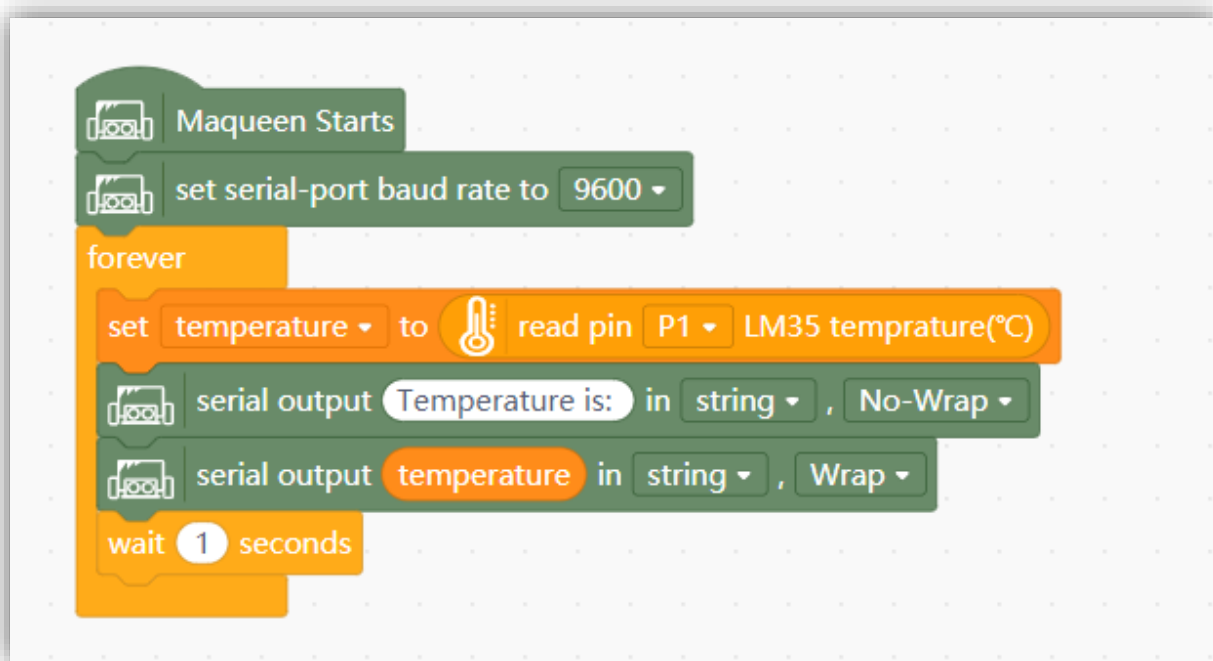 Maqueen Starts
set serial-port baud rate to 9600
forever
set temperature to read pin P1 LM35 temprature(℃)
serial output Temperature is: in string , No-Wrap
serial output temperature in string , Wrap
wait 1 seconds